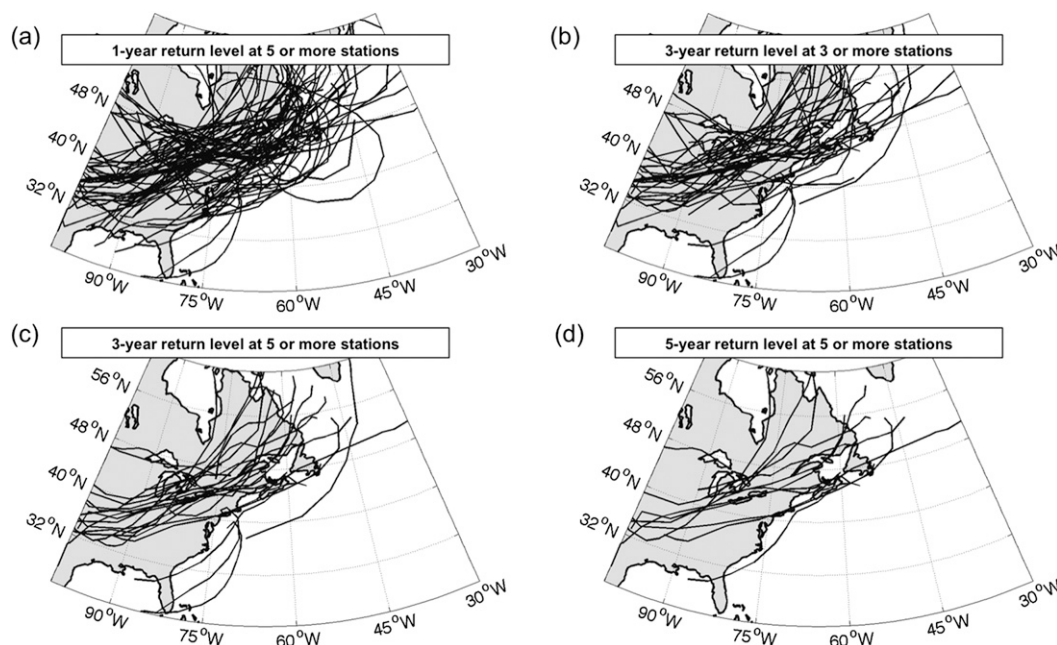 (a)
1-year return level at 5 or more stations
48°N
40°N
32°N
90°W
75°W
60°W
45°W
30°W
(b)
3-year return level at 3 or more stations
48°N
40°N
32°N
90°W
75°W
60°W
45°W
30°W
(c)
3-year return level at 5 or more stations
56°N
48°N
40°N
32°N
90°W
75°W
60°W
45°W
30°W
(d)
5-year return level at 5 or more stations
56°N
48°N
40°N
32°N
90°W
75°W
60°W
45°W
30°W